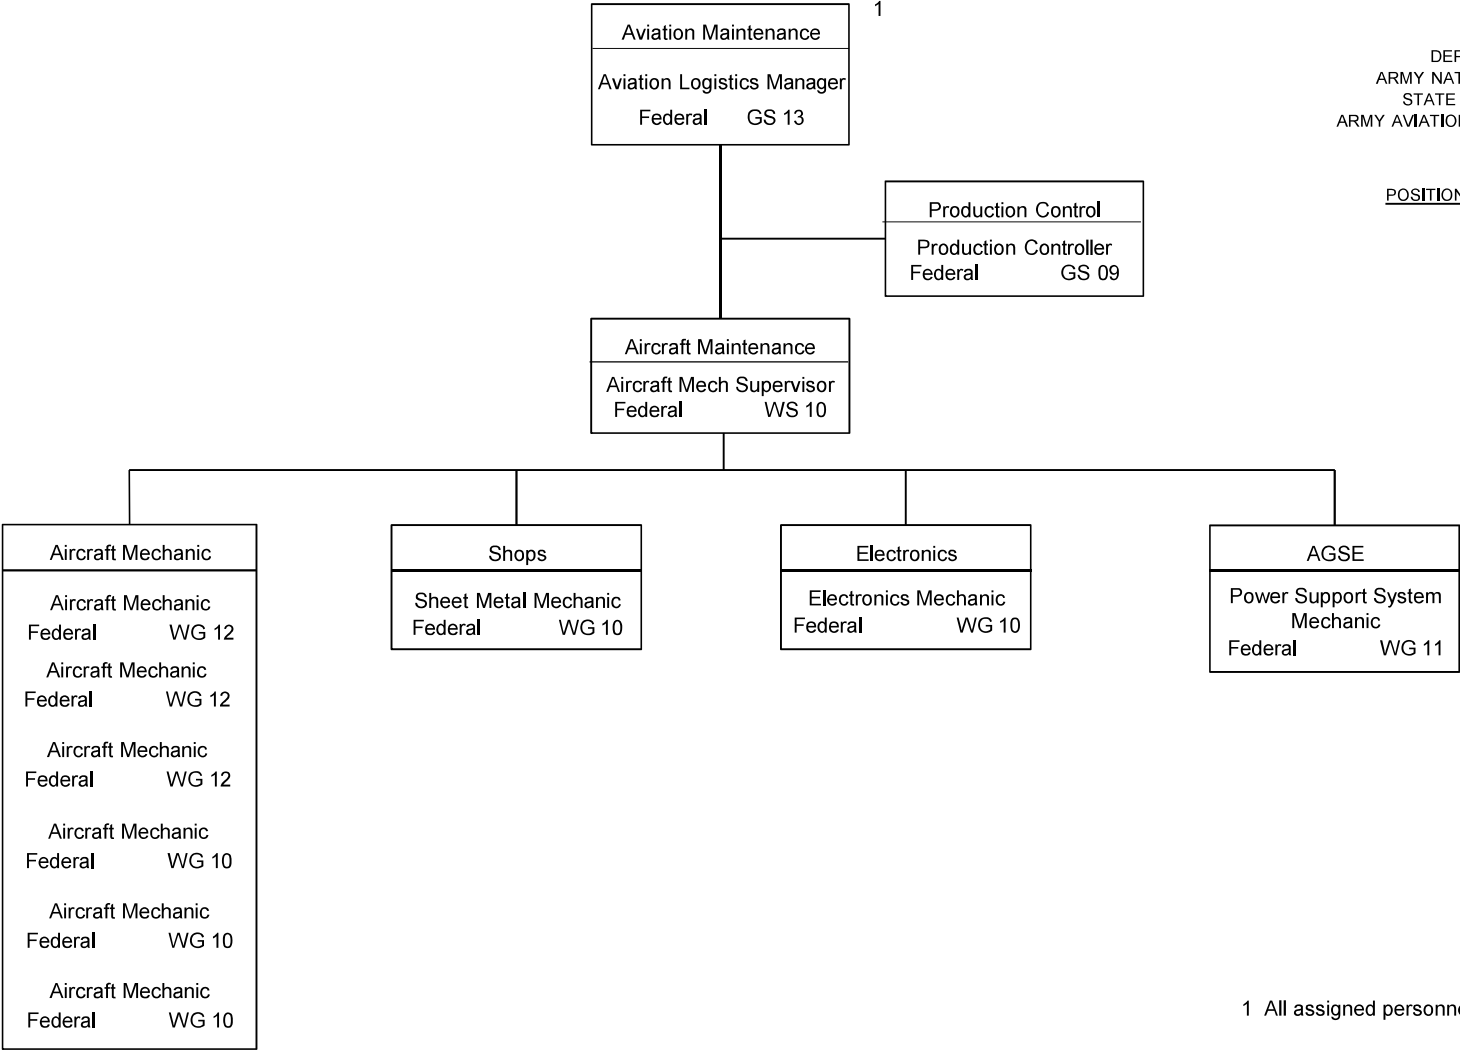 1
Aviation Maintenance
Aviation Logistics Manager
Federal GS 13
ARMY
STATE
ARMY
Production Control
Production Controller
Federal GS 09
Aircraft Maintenance
Aircraft Mech Supervisor
Federal WS 10
Aircraft Mechanic
Aircraft Mechanic
Federal WG 12
Aircraft Mechanic
Federal WG 12
Aircraft Mechanic
Federal WG 12
Aircraft Mechanic
Federal WG 10
Aircraft Mechanic
Federal WG 10
Aircraft Mechanic
Federal WG 10
Shops
Sheet Metal Mechanic
Federal WG 10
Electronics
Electronics Mechanic
Federal WG 10
AGSE
Power Support System
Mechanic
Federal WG 11
1 All assigned